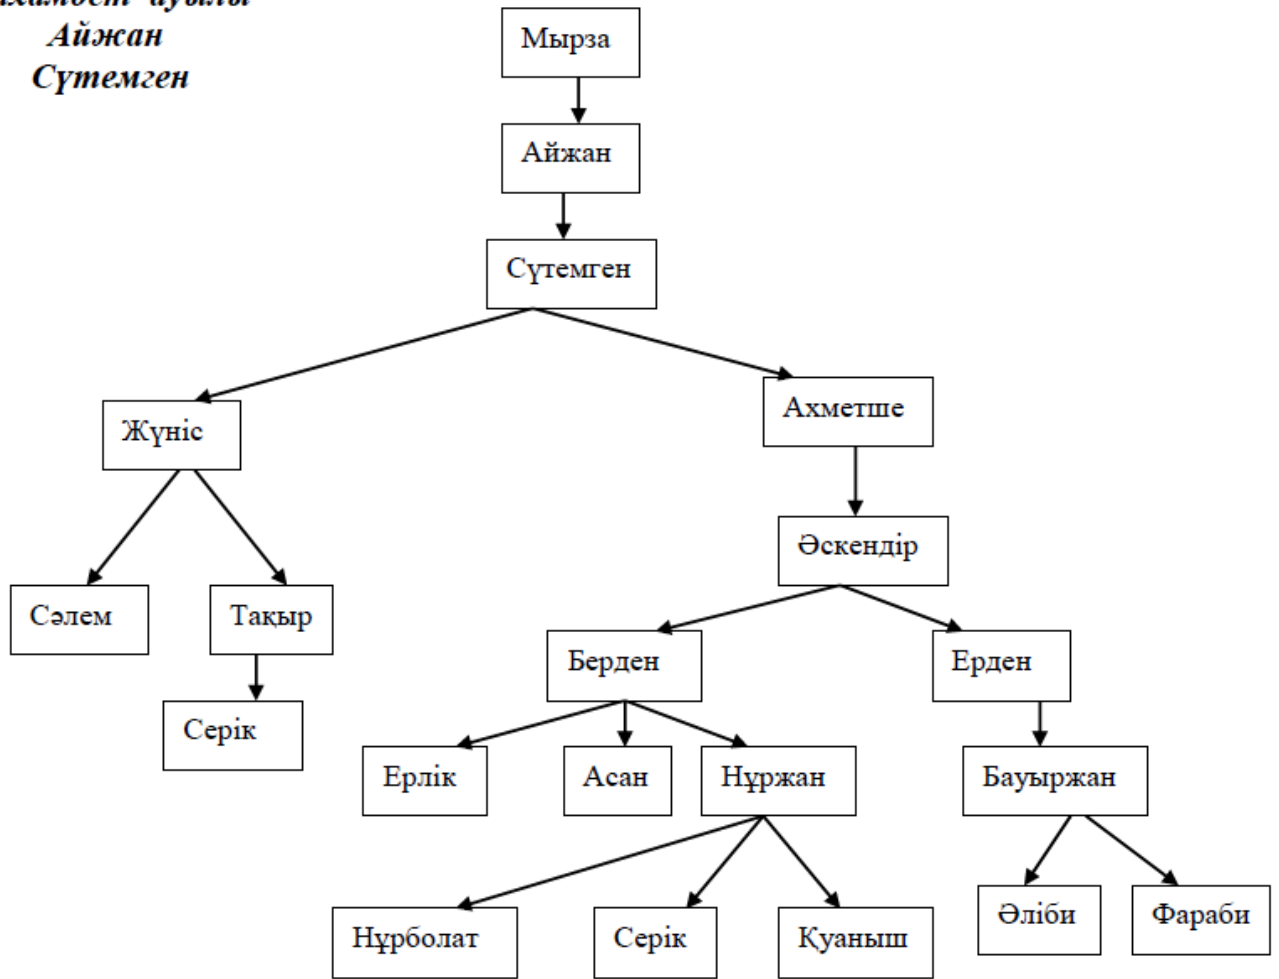 ауылы
Айжан
Сүтемген
Мырза
Айжан
Сүтемген
Жүніс
Ахметше
Әскендір
Сәлем
Тақыр
Берден
Ерден
Серік
Ерлік
Асан
Нұржан
Бауыржан
Нұрболат
Серік
Қуаныш
Әліби
Фараби